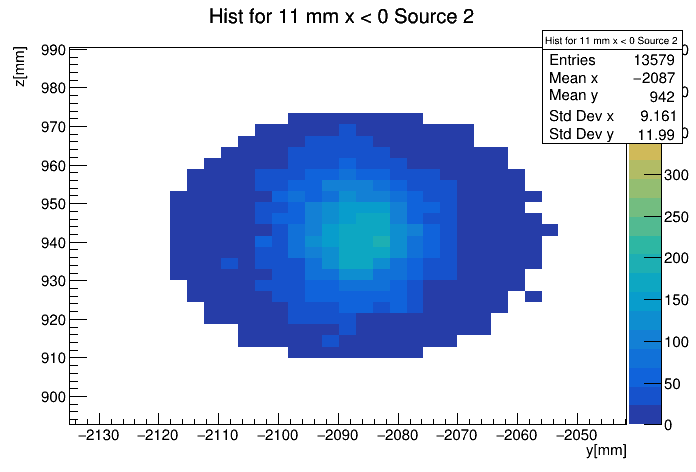 Hist for 11 mm x < 0 Source 2
Hist for 11 mm x < 0 Source 2
Entries 13579
Mean x −2087
Mean y 942
Std Dev x 9.161
Std Dev y 11.99
z[mm]
990
980
970
960
950
940
930
920
910
900
−2130 −2120 −2110 −2100 −2090 −2080 −2070 −2060 −2050
y[mm]
300
250
200
150
100
50
0